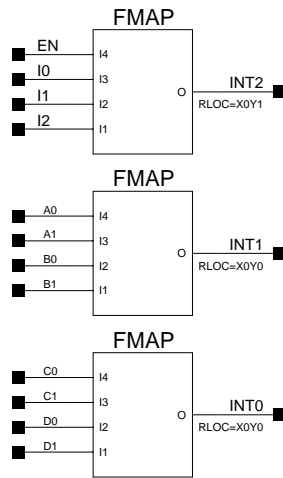 FMAP
EN I4
I0 I3
I1 I2 O INT2
I2 I1 RLOC=X0Y1
FMAP
A0 I4
A1 I3 O INT1
B0 I2 RLOC=X0Y0
B1 I1
FMAP
C0 I4
C1 I3
D0 I2 O INT0
D1 I1 RLOC=X0Y0